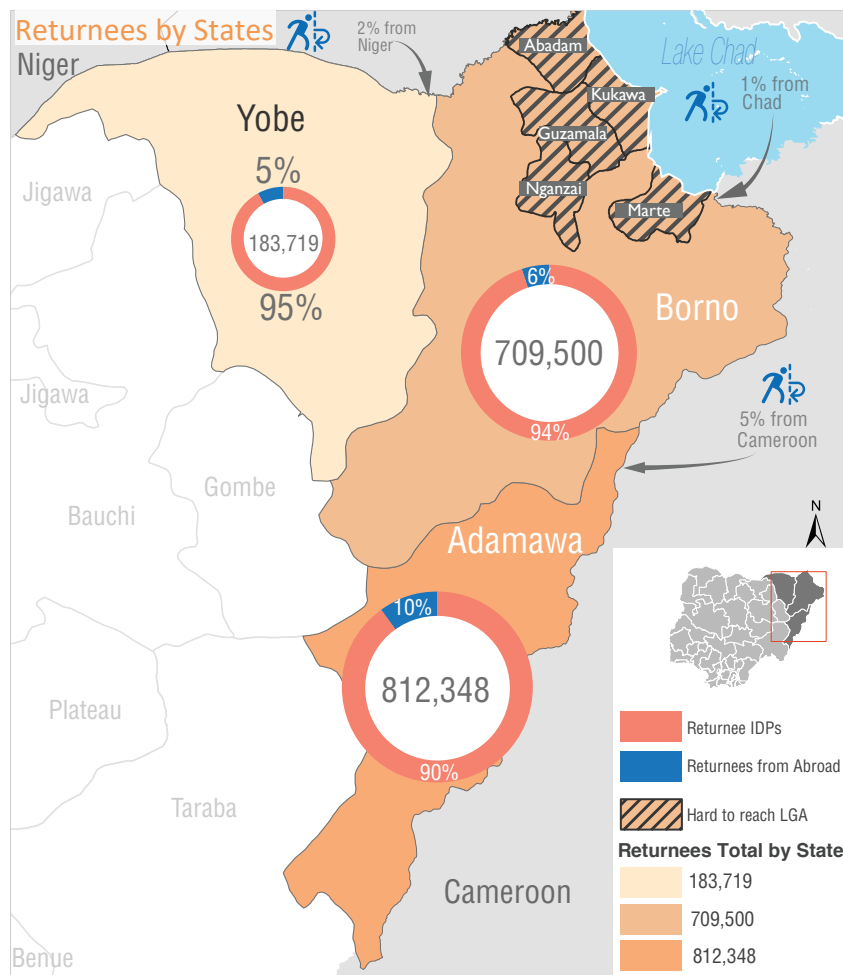 Returnees by States
Niger
2% from
Niger
Abadam
Lake Chad
Kukawa
1% from
Chad
Yobe
Guzamala
5%
Jigawa
Nganzai
Marte
183,719
95%
6%
Borno
709,500
Jigawa
94%
5% from
Cameroon
Gombe
Bauchi
N
Adamawa
10%
812,348
Plateau
90%
Taraba
Cameroon
Benue
Returnee IDPs
Returnees from Abroad
Hard to reach LGA
Returnees Total by State
183,719
709,500
812,348